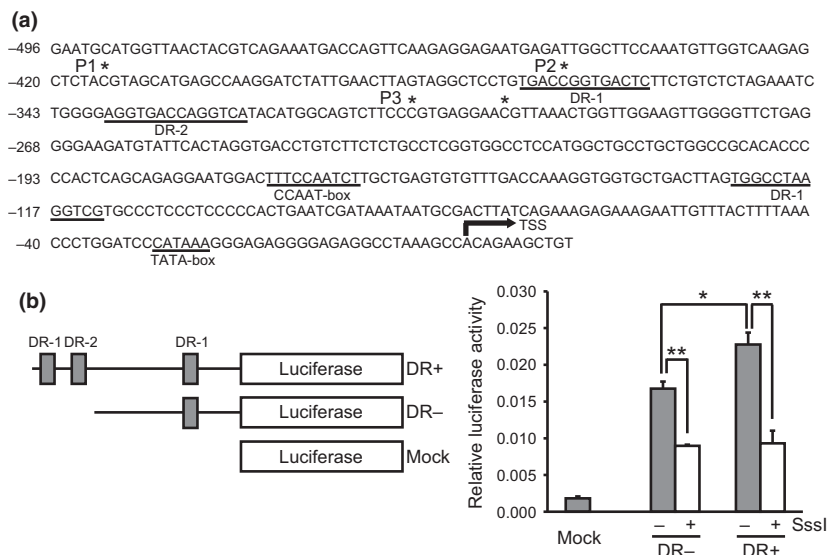 (a)
–496 GAATGCATGGTTAACTACGTCAGAAATGACCAGTTCAAGAGGAGAATGAGATTGGCTTCCAAATGTTGGTCAAGAG
P1 * P2 *
–420 CTCTACGTAGCATGAGCCAAGGATCTATTGAACTTAGTAGGCTCCTGTGACCGGTGACTCTTCTGTCTCTAGAAATC
P3 * * DR-1
–343 TGGGGAGGTGACCAGGTCATACATGGCAGTCTTCCCGTGAGGAACGTTAAACTGGTTGGAAGTTGGGGTTCTGAG
DR-2
–268 GGGAAGATGTATTCACTAGGTGACCTGTCTTCTCTGCCTCGGTGGCCTCCATGGCTGCCTGCTGGCCGCACACCC
–193 CCACTCAGCAGAGGAATGGACTTTCCAATCTTGCTGAGTGTGTTTGACCAAAGGTGGTGCTGACTTAGTGGCCTAA
CCAAT-box DR-1
–117 GGTCGTGCCCTCCCTCCCCCACTGAATCGATAAATAATGCGACTTATCAGAAAGAGAAAGAATTGTTTACTTTTAAA
TSS
–40 CCCTGGATCCCATAAAGGGAGAGGGGAGAGGCCTAAAGCCACAGAAGCTGT
TATA-box
(b)
DR-1 DR-2 DR-1
Luciferase DR+
Luciferase DR–
Luciferase Mock
Relative luciferase activity
0.030
0.025
0.020
0.015
0.010
0.005
0.000
* **
**
– + – + SssI
Mock DR– DR+